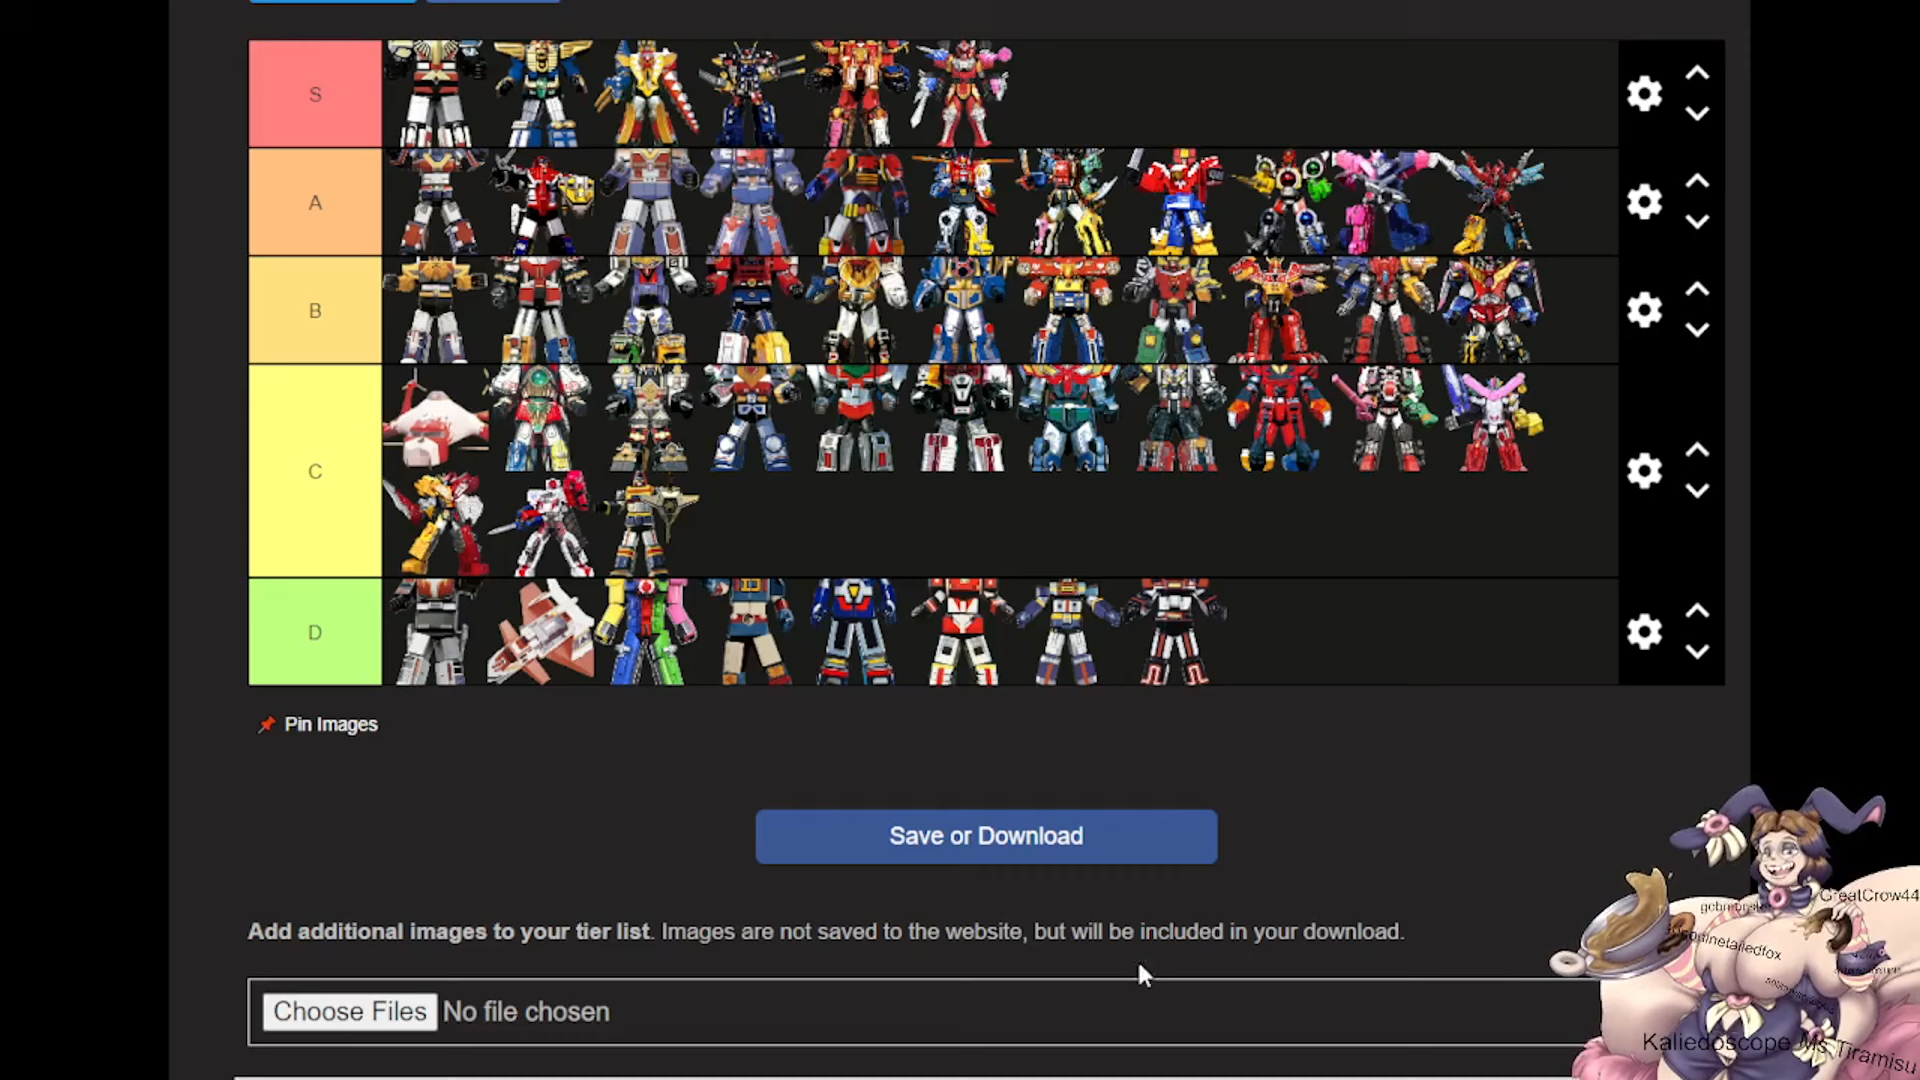 S
A
B
C
D
Pin Images
Save or Download
Add additional images to your tier list. Images are not saved to the website, but will be included in your download.
Choose Files No file chosen
GreatCrow44
Kaliedoscope Ms Tiramisu